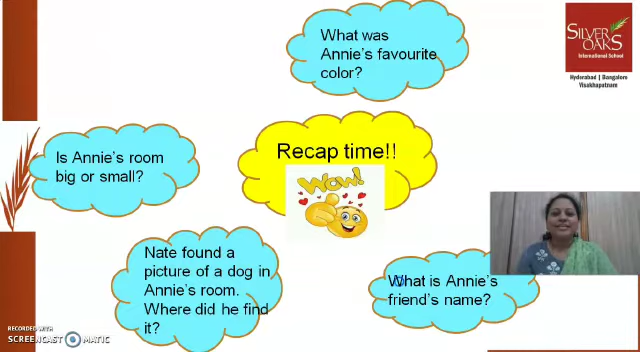 What was
Annie's favourite
color?
SILVER
OAKS
International School
Hyderabad | Bangalore
Visakhapatnam
Recap time!!
WOW!
Is Annie's room
big or small?
Nate found a
picture of a dog in
Annie's room.
Where did he find
it?
What is Annie's
friend's name?
RECORDED WITH
SCREENCAST MATIC